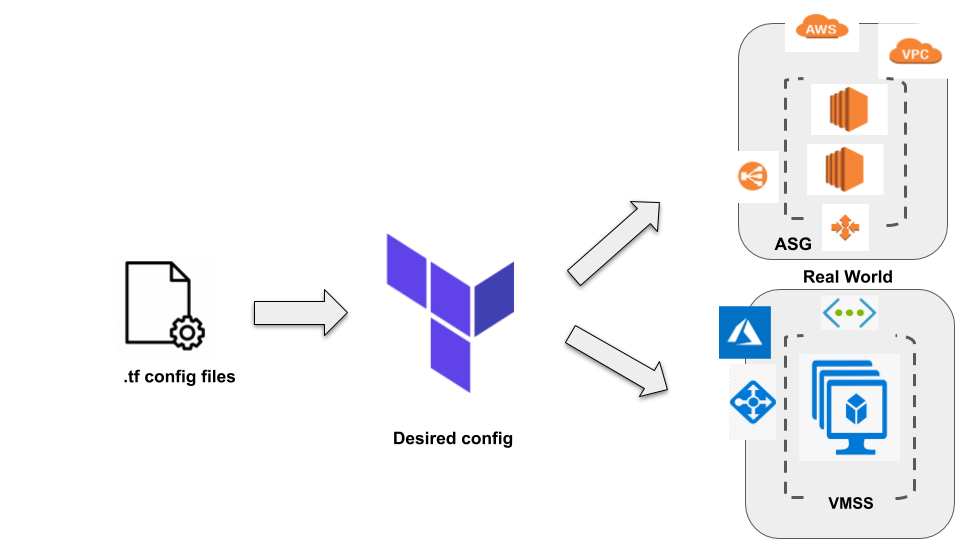 AWS
VPC
ASG
Real World
.tf config files
Desired config
VMSS